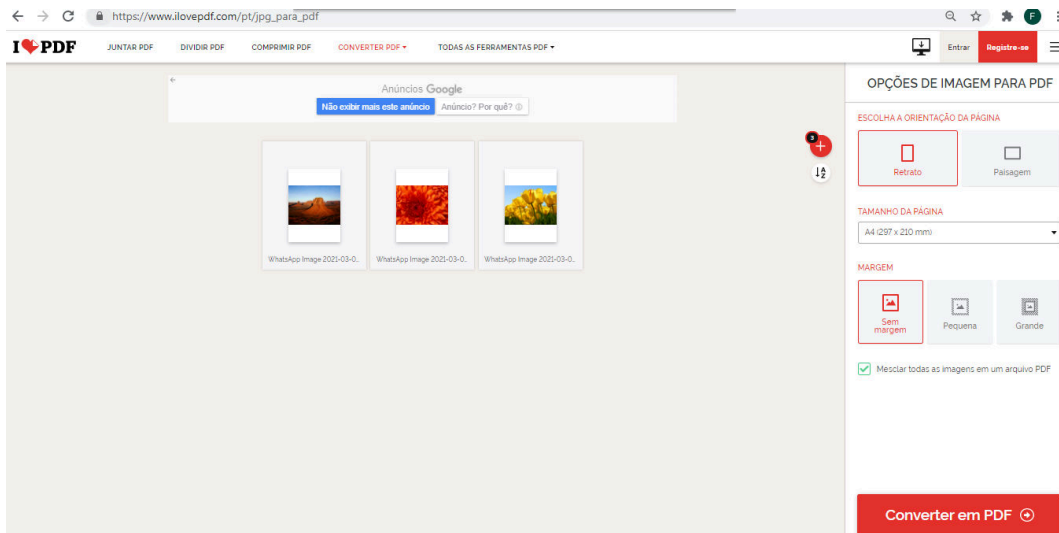 https://www.ilovepdf.com/pt/jpg_para_pdf
F
I PDF
JUNTAR PDF
DIVIDIR PDF
COMPRIMIR PDF
CONVERTER PDF
TODAS AS FERRAMENTAS PDF
Entrar
Registre-se
Anúncios Google
Não exibir mais este anúncio
Anúncio? Por quê?
3
A
Z
WhatsApp Image 2021-03-0...
WhatsApp Image 2021-03-0...
WhatsApp Image 2021-03-0...
OPÇÕES DE IMAGEM PARA PDF
ESCOLHA A ORIENTAÇÃO DA PÁGINA
Retrato
Paisagem
TAMANHO DA PÁGINA
A4 (297 x 210 mm)
MARGEM
Sem
margem
Pequena
Grande
Mesclar todas as imagens em um arquivo PDF
Converter em PDF